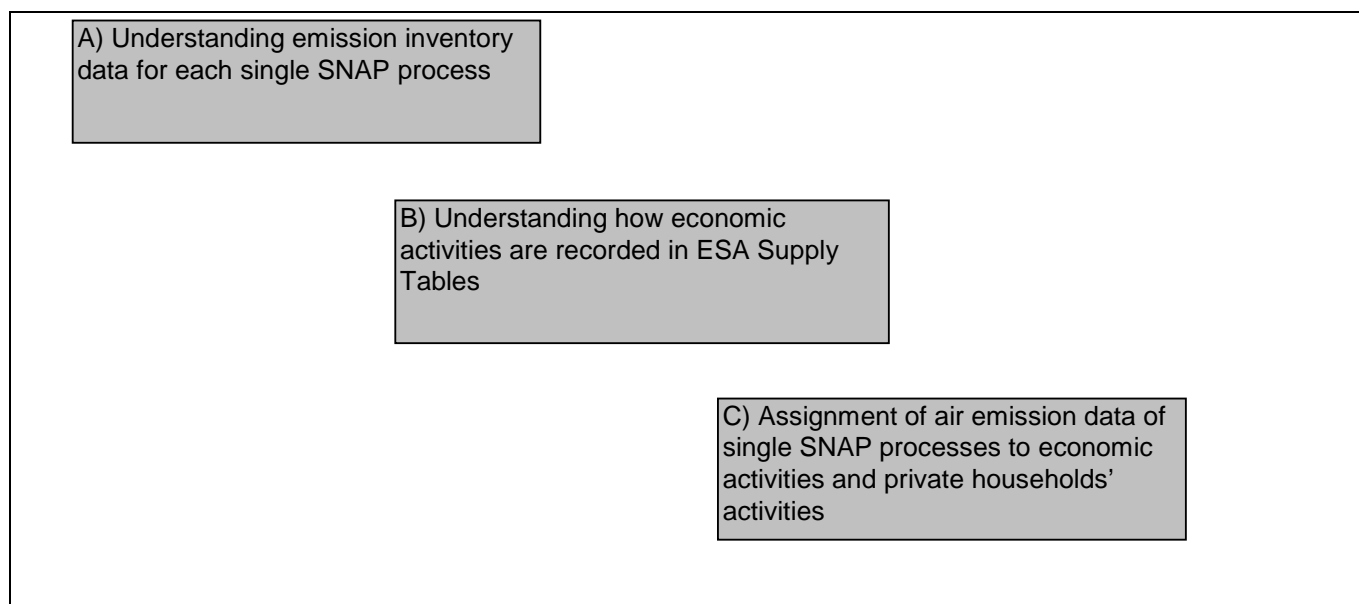 A) Understanding emission inventory
data for each single SNAP process
B) Understanding how economic
activities are recorded in ESA Supply
Tables
C) Assignment of air emission data of
single SNAP processes to economic
activities and private households’
activities